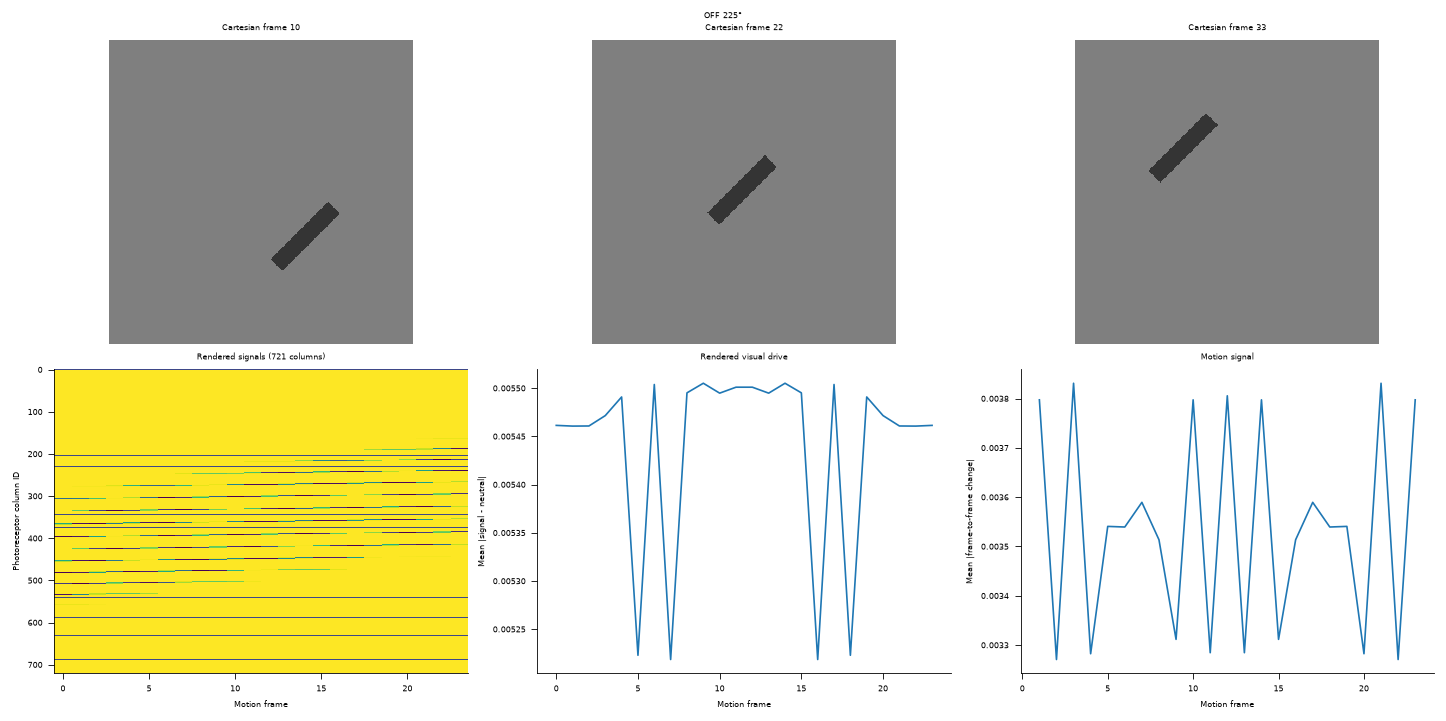 OFF 225°
Cartesian frame 10
Cartesian frame 22
Cartesian frame 33
Rendered signals (721 columns)
Photoreceptor column ID
0
100
200
300
400
500
600
700
0
5
10
15
20
Motion frame
Rendered visual drive
Mean |signal - neutral|
0.00550
0.00545
0.00540
0.00535
0.00530
0.00525
0
5
10
15
20
Motion frame
Motion signal
Mean |frame-to-frame change|
0.0038
0.0037
0.0036
0.0035
0.0034
0.0033
0
5
10
15
20
Motion frame